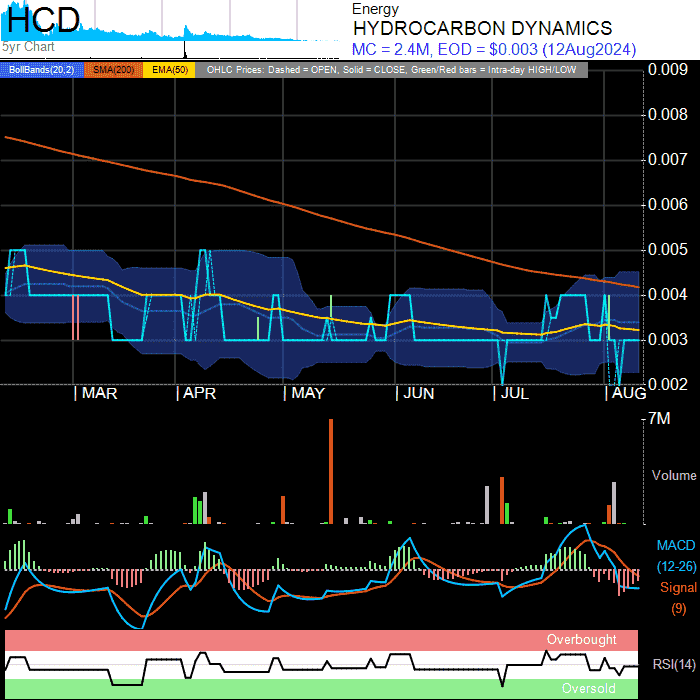 HCD
5yr Chart
Energy
HYDROCARBON DYNAMICS
MC = 2.4M, EOD = $0.003 (12Aug2024)
BollBands(20,2) SMA(200) EMA(50) OHLC Prices: Dashed = OPEN, Solid = CLOSE, Green/Red bars = Intra-day HIGH/LOW
0.009
0.008
0.007
0.006
0.005
0.004
0.003
0.002
MAR APR MAY JUN JUL AUG
7M
Volume
MACD
(12-26)
Signal
(9)
Overbought
RSI(14)
Oversold